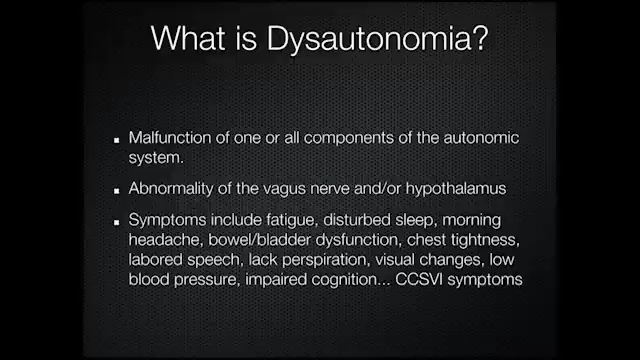 What is Dysautonomia?
Malfunction of one or all components of the autonomic
system.
Abnormality of the vagus nerve and/or hypothalamus
Symptoms include fatigue, disturbed sleep, morning
headache, bowel/bladder dysfunction, chest tightness,
labored speech, lack perspiration, visual changes, low
blood pressure, impaired cognition... CCSVI symptoms